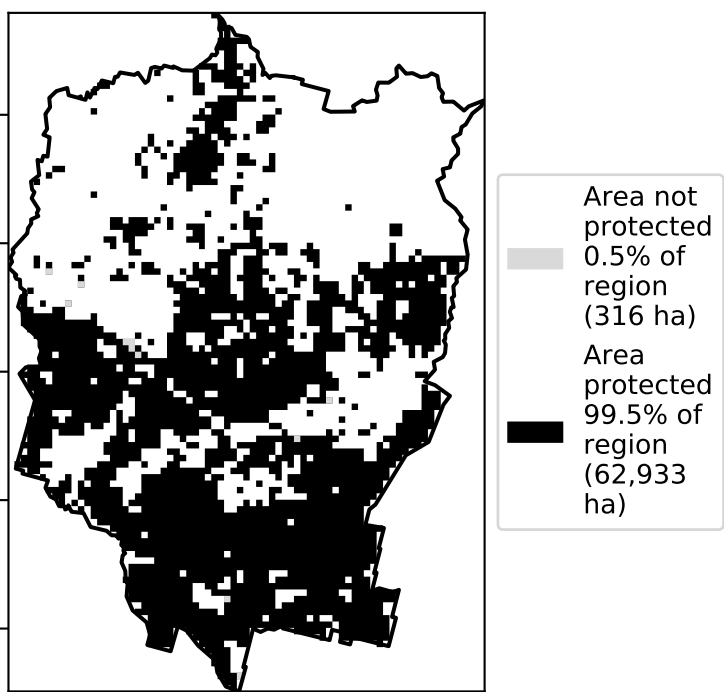 Area not
protected
0.5% of
region
(316 ha)
Area
protected
99.5% of
region
(62,933
ha)